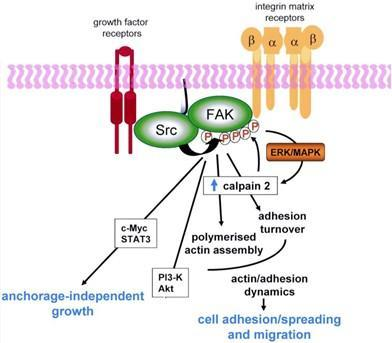 growth factor
receptors
integrin matrix
receptors
β α α β
FAK
Src
P P P P P
ERK/MAPK
calpain 2
c-Myc
STAT3
adhesion
turnover
polymerised
actin assembly
PI3-K
Akt
actin/adhesion
dynamics
anchorage-independent
growth
cell adhesion/spreading
and migration